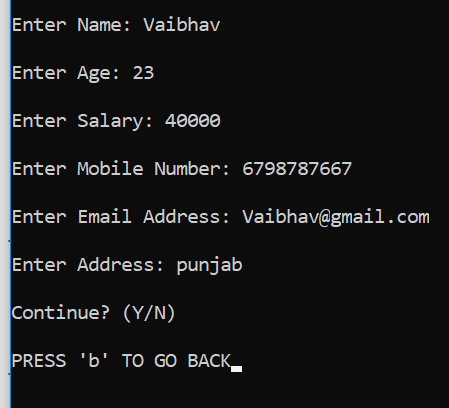 Enter Name: Vaibhav
Enter Age: 23
Enter Salary: 40000
Enter Mobile Number: 6798787667
Enter Email Address: Vaibhav@gmail.com
Enter Address: punjab
Continue? (Y/N)
PRESS 'b' TO GO BACK